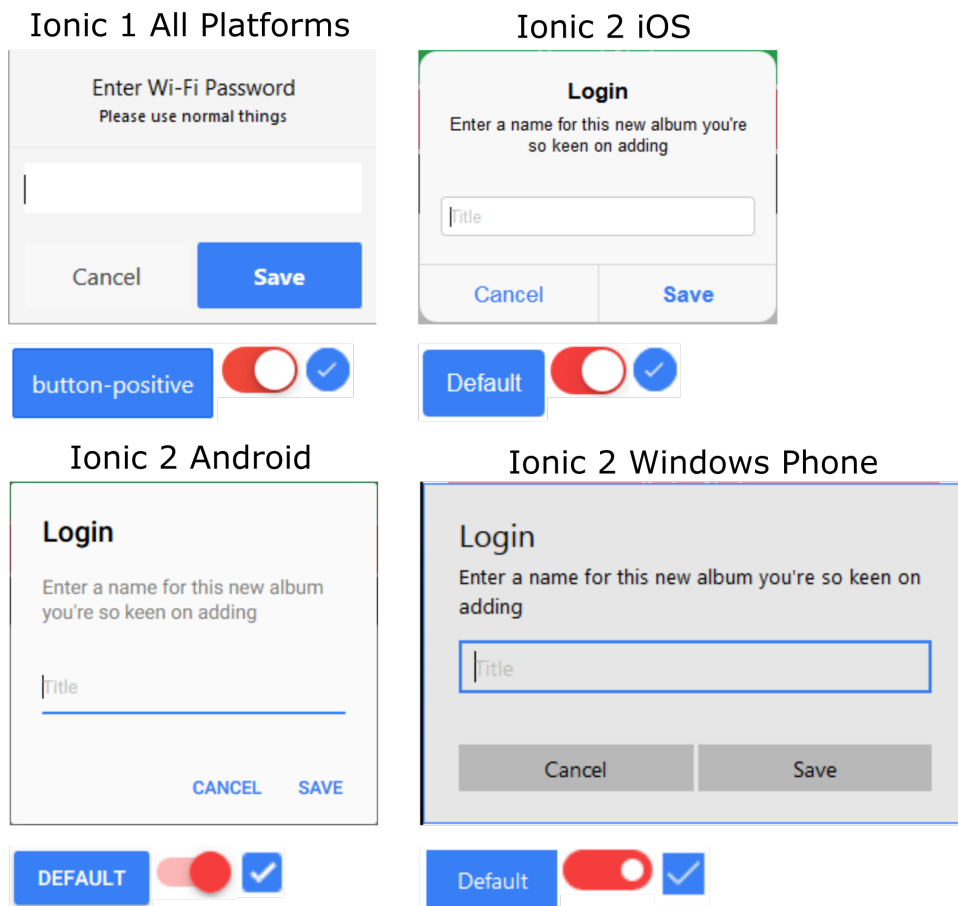 Ionic 1 All Platforms
Enter Wi-Fi Password
Please use normal things
Cancel
Save
button-positive
Ionic 2 iOS
Login
Enter a name for this new album you're
so keen on adding
Title
Cancel
Save
Default
Ionic 2 Android
Login
Enter a name for this new album
you're so keen on adding
Title
CANCEL
SAVE
DEFAULT
Ionic 2 Windows Phone
Login
Enter a name for this new album you're so keen on
adding
Title
Cancel
Save
Default